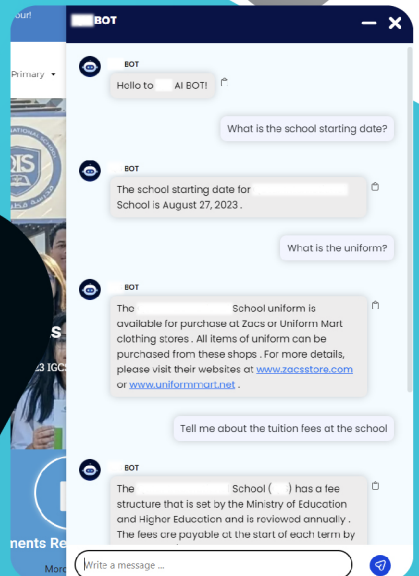 our!
BOT
Primary
BOT
Hello to AI BOT!
What is the school starting date?
BOT
The school starting date for
School is August 27, 2023 .
What is the uniform?
BOT
The School uniform is
available for purchase at Zacs or Uniform Mart
clothing stores . All items of uniform can be
purchased from these shops . For more details,
please visit their websites at www.zacsstore.com
or www.uniformmart.net .
23 IGCS
Tell me about the tuition fees at the school
BOT
The School ( ) has a fee
structure that is set by the Ministry of Education
and Higher Education and is reviewed annually .
The fees are payable at the start of each term by
ments Re
Write a message ...
More